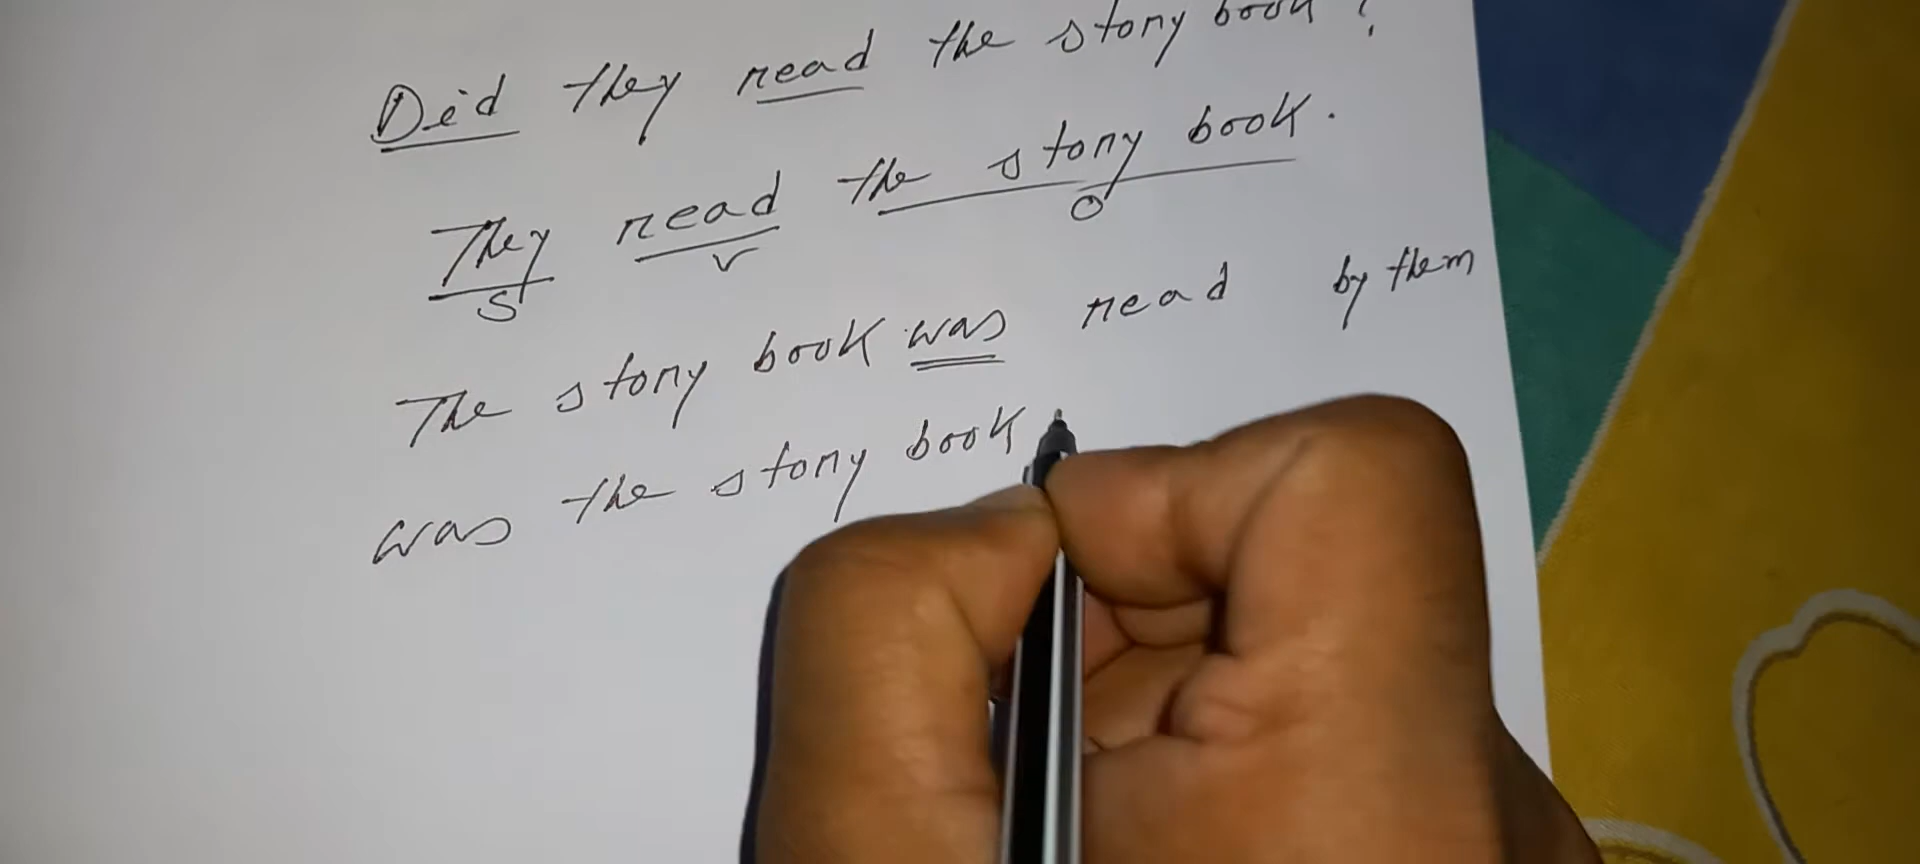 Did they read the story book?
They read the story book.
S V O
The story book was read by them
was the story book